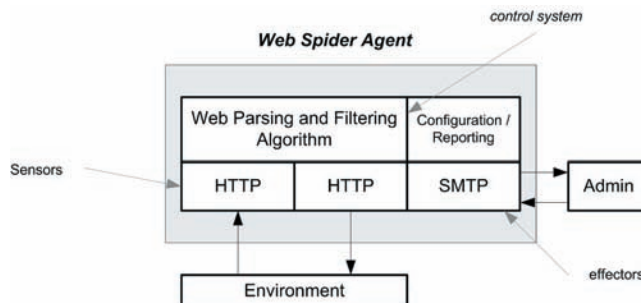 control system
Web Spider Agent
Web Parsing and Filtering
Algorithm
Configuration /
Reporting
Sensors
HTTP
HTTP
SMTP
Admin
effectors
Environment